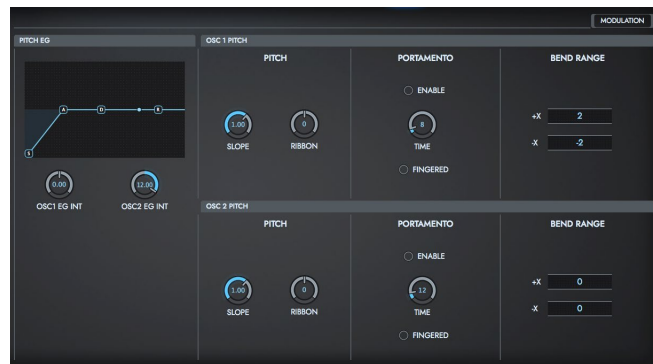 MODULATION
PITCH EG
S
A
D
R
0.00
12.00
OSC1 EG INT
OSC2 EG INT
OSC 1 PITCH
PITCH
1.00
0
SLOPE
RIBBON
PORTAMENTO
ENABLE
8
TIME
FINGERED
BEND RANGE
+X 2
-X -2
OSC 2 PITCH
PITCH
1.00
0
SLOPE
RIBBON
PORTAMENTO
ENABLE
12
TIME
FINGERED
BEND RANGE
+X 0
-X 0